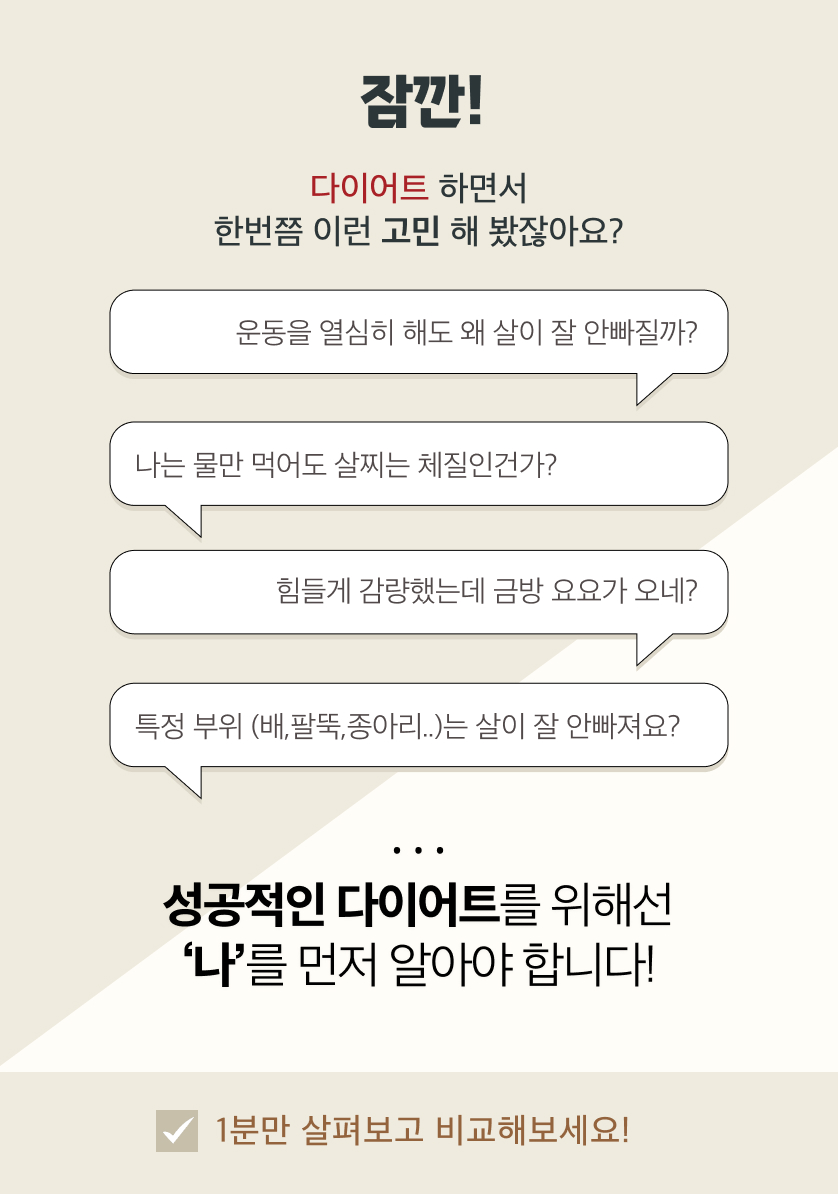 잠깐!
다이어트 하면서
한번쯤 이런 고민 해 봤잖아요?
운동을 열심히 해도 왜 살이 잘 안빠질까?
나는 물만 먹어도 살찌는 체질인건가?
힘들게 감량했는데 금방 요요가 오네?
특정 부위 (배,팔뚝,종아리..)는 살이 잘 안빠져요?
...
성공적인 다이어트를 위해선
‘나’를 먼저 알아야 합니다!
1분만 살펴보고 비교해보세요!